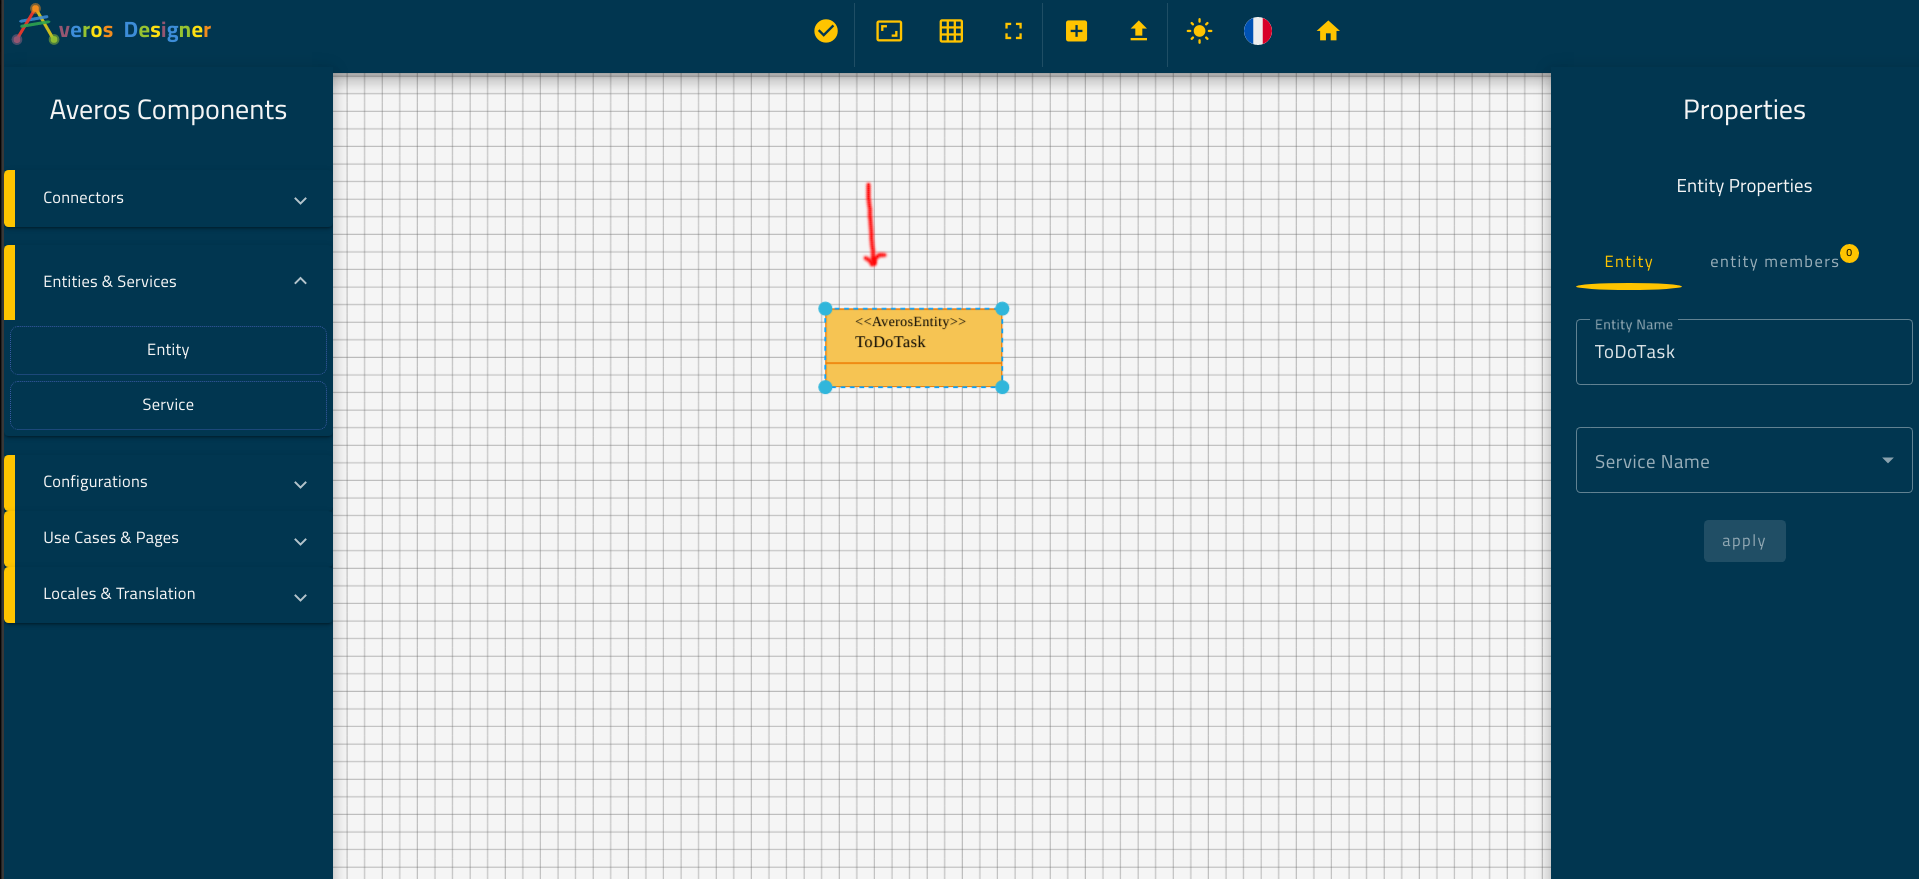 Averos Designer
Averos Components
Connectors
Entities & Services
Entity
Service
Configurations
Use Cases & Pages
Locales & Translation
<<AverosEntity>>
ToDoTask
Properties
Entity Properties
Entity
entity members 0
Entity Name
ToDoTask
Service Name
apply